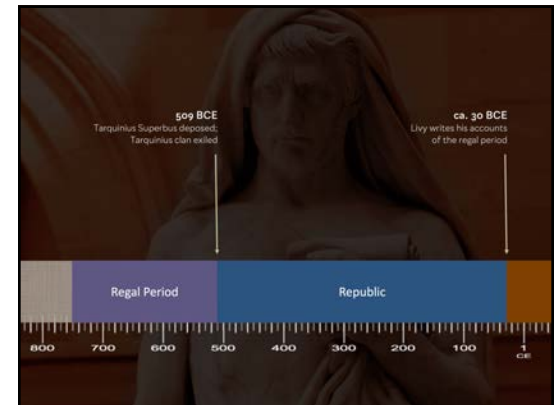 509 BCE
Tarquinius Superbus deposed;
Tarquinius clan exiled
ca. 30 BCE
Livy writes his accounts
of the regal period
Regal Period
Republic
800 700 600 500 400 300 200 100 1
CE